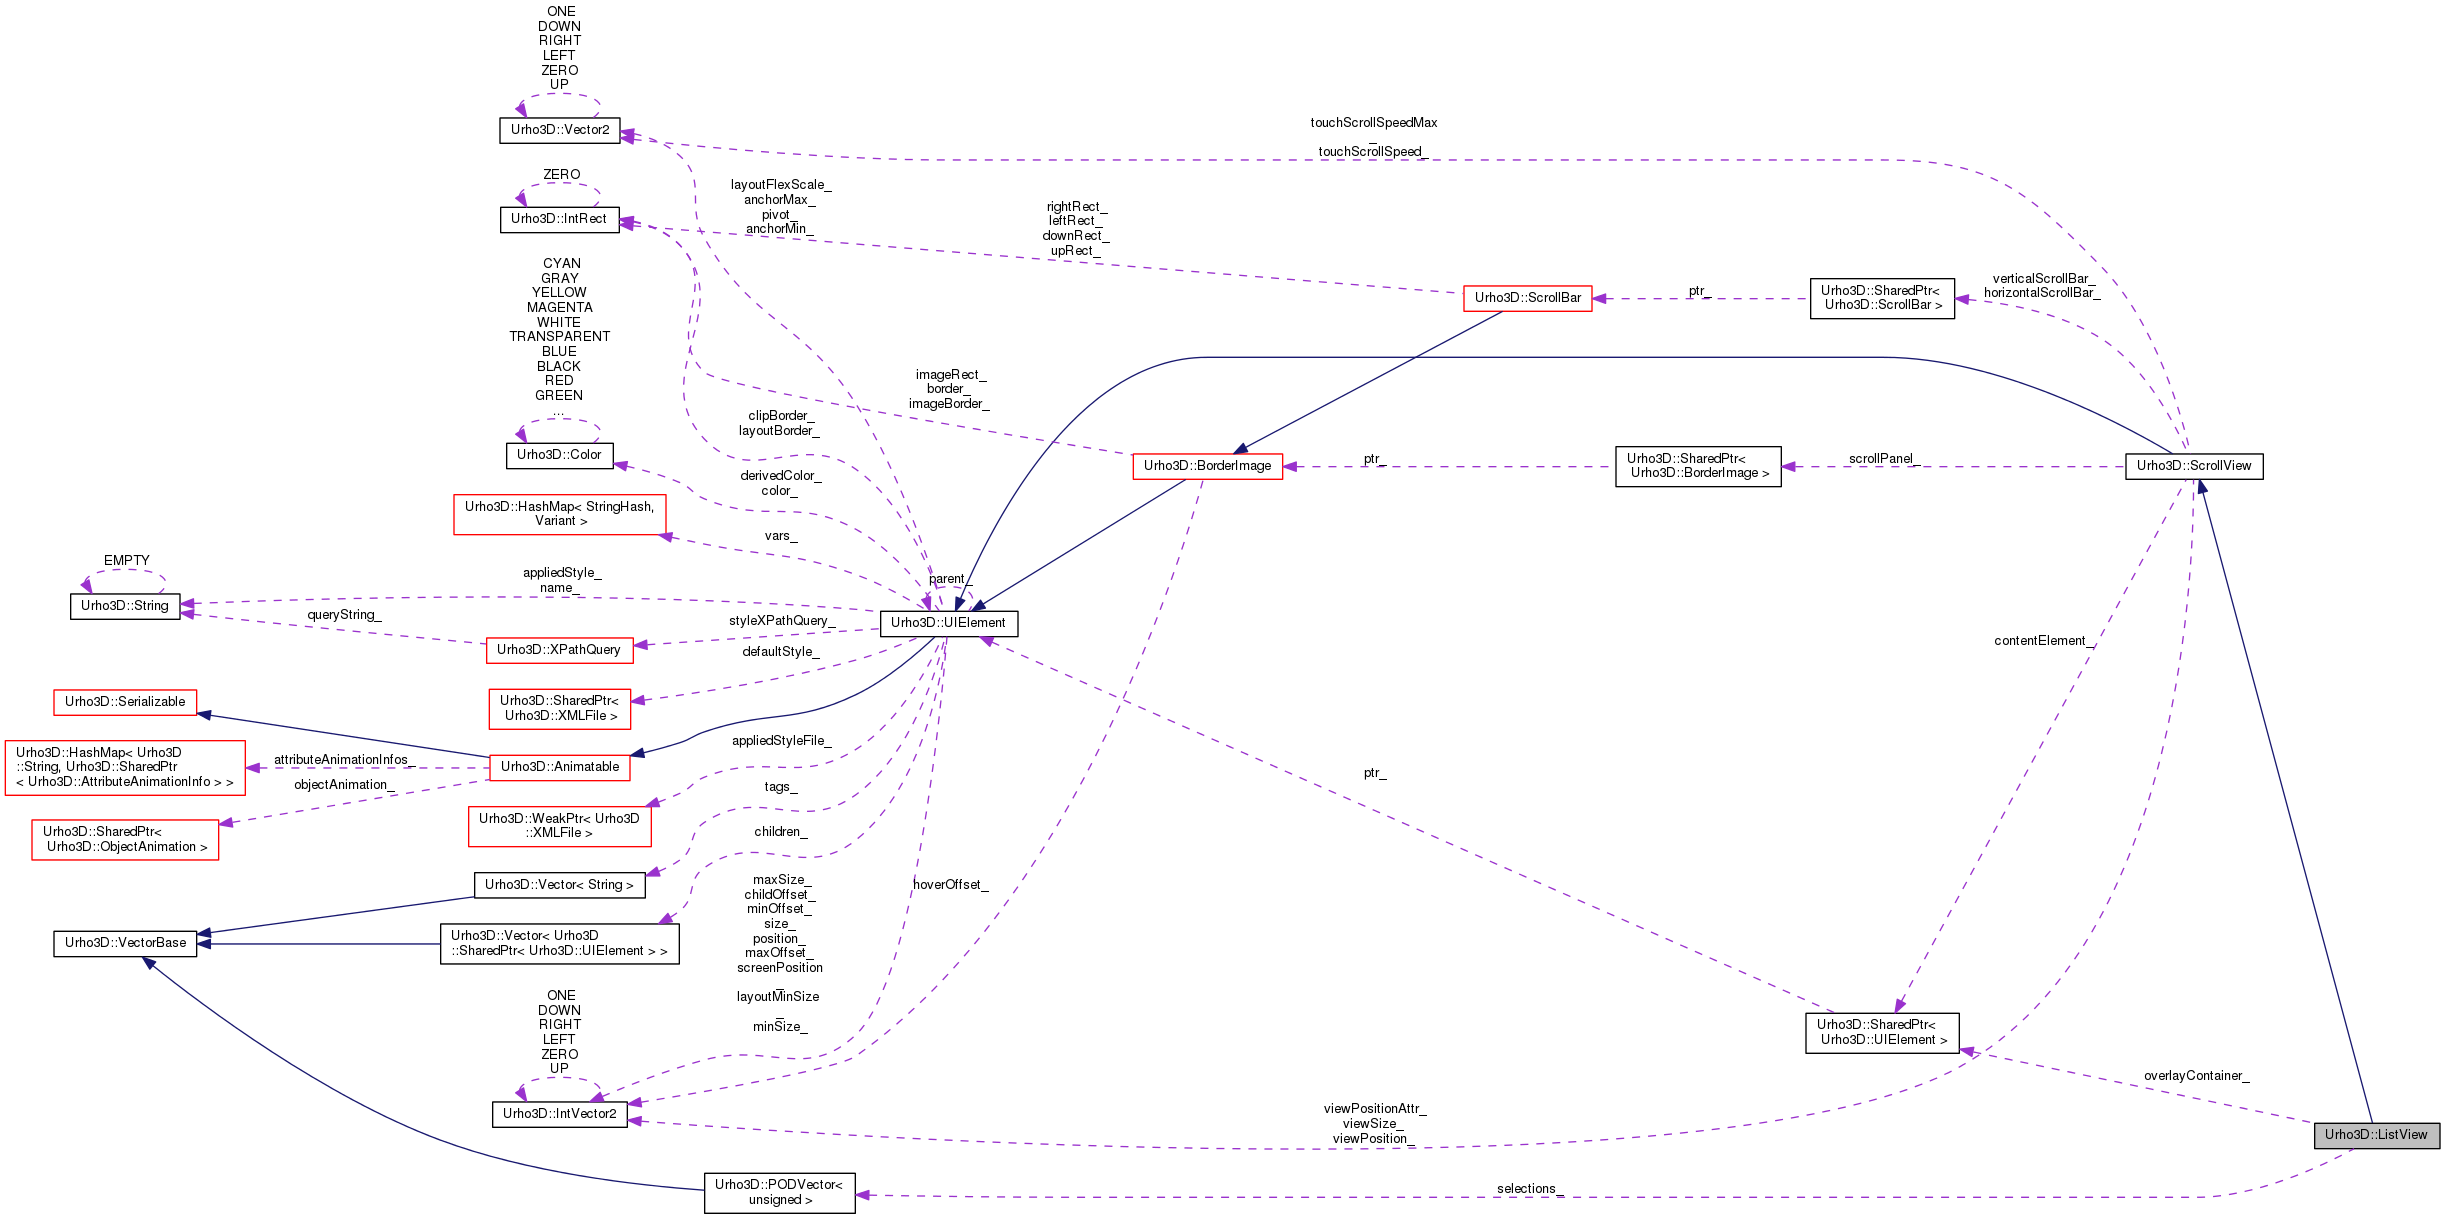 ONE
DOWN
RIGHT
LEFT
ZERO
UP
Urho3D::Vector2
touchScrollSpeedMax
_
touchScrollSpeed_
ZERO
Urho3D::IntRect
layoutFlexScale_
anchorMax_
pivot_
anchorMin_
rightRect_
leftRect_
downRect_
upRect_
CYAN
GRAY
YELLOW
MAGENTA
WHITE
TRANSPARENT
BLUE
BLACK
RED
GREEN
...
Urho3D::Color
Urho3D::ScrollBar
ptr_
Urho3D::SharedPtr<
Urho3D::ScrollBar >
verticalScrollBar_
horizontalScrollBar_
imageRect_
border_
imageBorder_
clipBorder_
layoutBorder_
Urho3D::BorderImage
ptr_
Urho3D::SharedPtr<
Urho3D::BorderImage >
scrollPanel_
Urho3D::ScrollView
derivedColor_
color_
Urho3D::HashMap< StringHash,
Variant >
vars_
EMPTY
Urho3D::String
appliedStyle_
name_
queryString_
parent_
Urho3D::UIElement
Urho3D::XPathQuery
styleXPathQuery_
defaultStyle_
contentElement_
Urho3D::Serializable
Urho3D::SharedPtr<
Urho3D::XMLFile >
Urho3D::HashMap< Urho3D
::String, Urho3D::SharedPtr
< Urho3D::AttributeAnimationInfo > >
attributeAnimationInfos_
objectAnimation_
Urho3D::Animatable
appliedStyleFile_
ptr_
tags_
Urho3D::SharedPtr<
Urho3D::ObjectAnimation >
Urho3D::WeakPtr< Urho3D
::XMLFile >
children_
Urho3D::Vector< String >
hoverOffset_
Urho3D::VectorBase
Urho3D::Vector< Urho3D
::SharedPtr< Urho3D::UIElement > >
maxSize_
childOffset_
minOffset_
size_
position_
maxOffset_
screenPosition
_
layoutMinSize
_
minSize_
ONE
DOWN
RIGHT
LEFT
ZERO
UP
Urho3D::IntVector2
Urho3D::SharedPtr<
Urho3D::UIElement >
overlayContainer_
viewPositionAttr_
viewSize_
viewPosition_
Urho3D::ListView
Urho3D::PODVector<
unsigned >
selections_